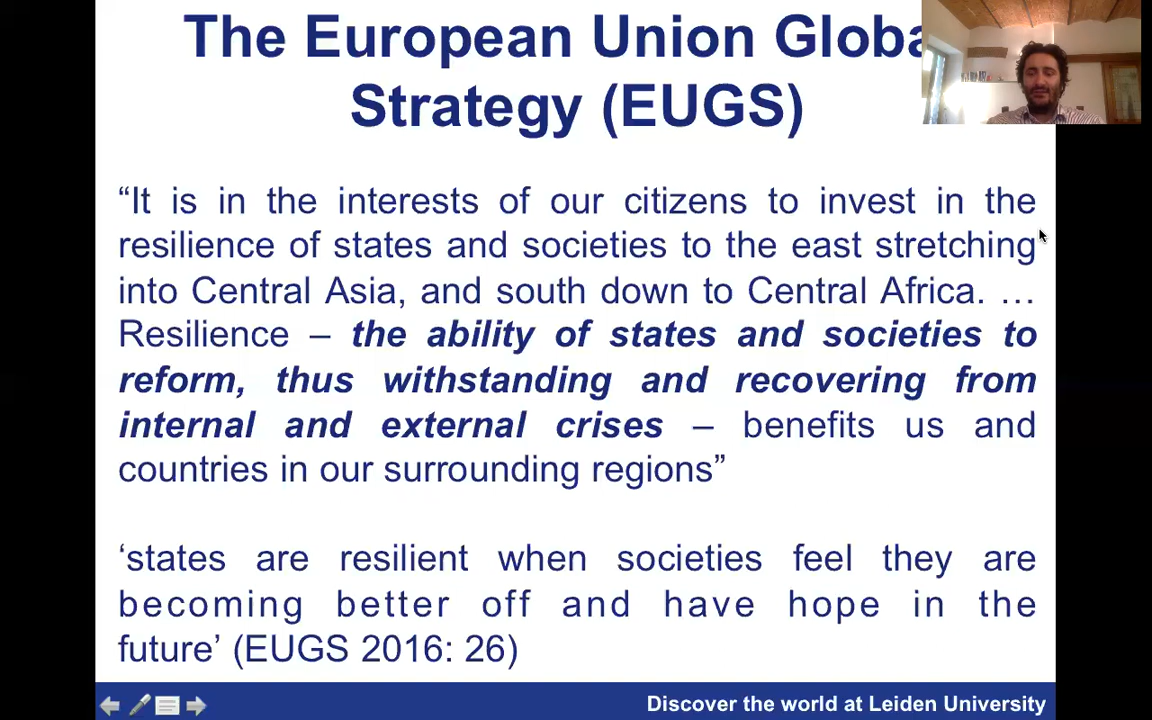 The European Union Globa
Strategy (EUGS)
“It is in the interests of our citizens to invest in the
resilience of states and societies to the east stretching
into Central Asia, and south down to Central Africa. …
Resilience – the ability of states and societies to
reform, thus withstanding and recovering from
internal and external crises – benefits us and
countries in our surrounding regions”
‘states are resilient when societies feel they are
becoming better off and have hope in the
future’ (EUGS 2016: 26)
Discover the world at Leiden University